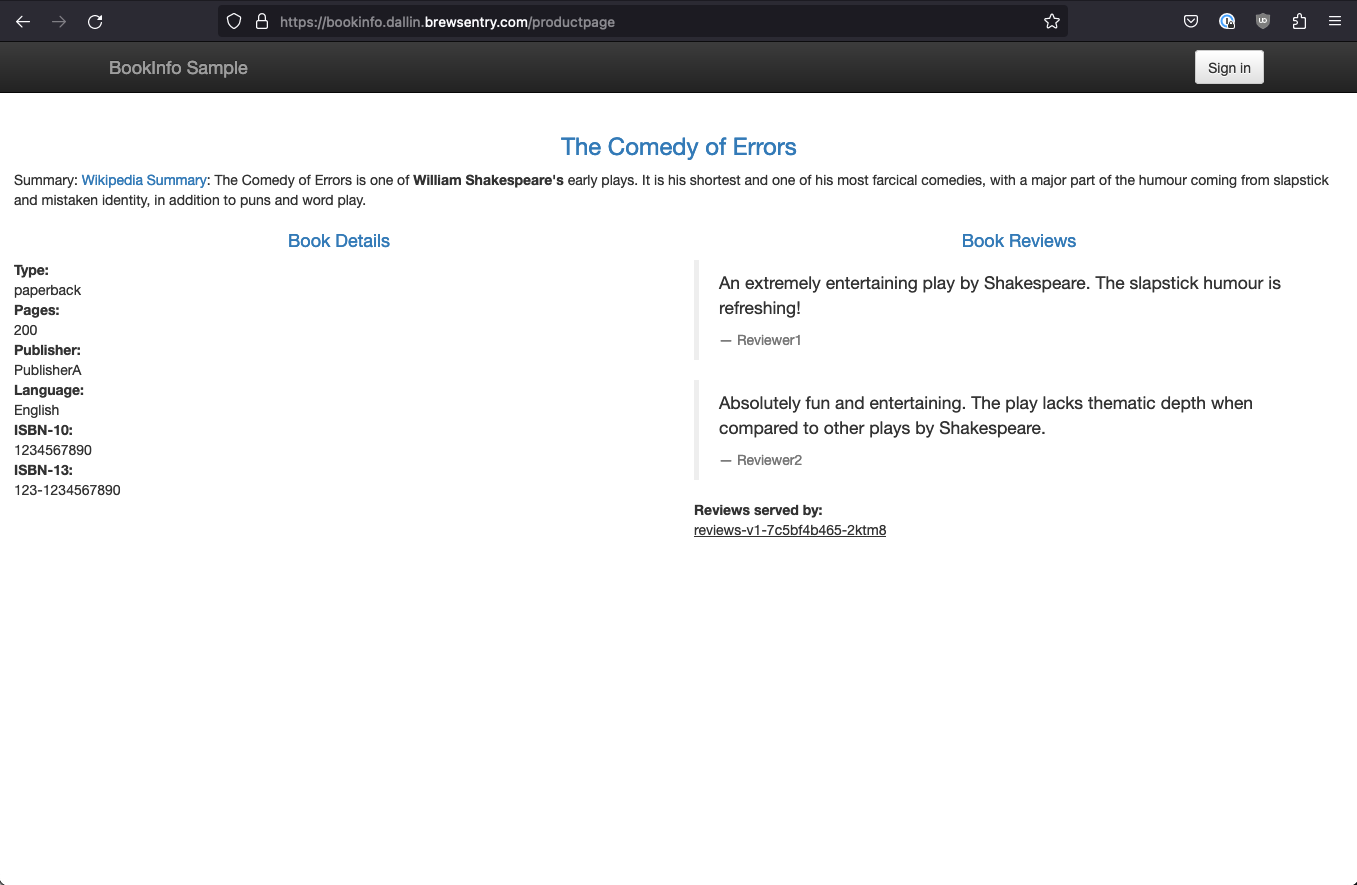 https://bookinfo.dallin.brewsentry.com/productpage
BookInfo Sample
Sign in
The Comedy of Errors
Summary: Wikipedia Summary: The Comedy of Errors is one of William Shakespeare's early plays. It is his shortest and one of his most farcical comedies, with a major part of the humour coming from slapstick
and mistaken identity, in addition to puns and word play.
Book Details
Type:
paperback
Pages:
200
Publisher:
PublisherA
Language:
English
ISBN-10:
1234567890
ISBN-13:
123-1234567890
Book Reviews
An extremely entertaining play by Shakespeare. The slapstick humour is
refreshing!
— Reviewer1
Absolutely fun and entertaining. The play lacks thematic depth when
compared to other plays by Shakespeare.
— Reviewer2
Reviews served by:
reviews-v1-7c5bf4b465-2ktm8